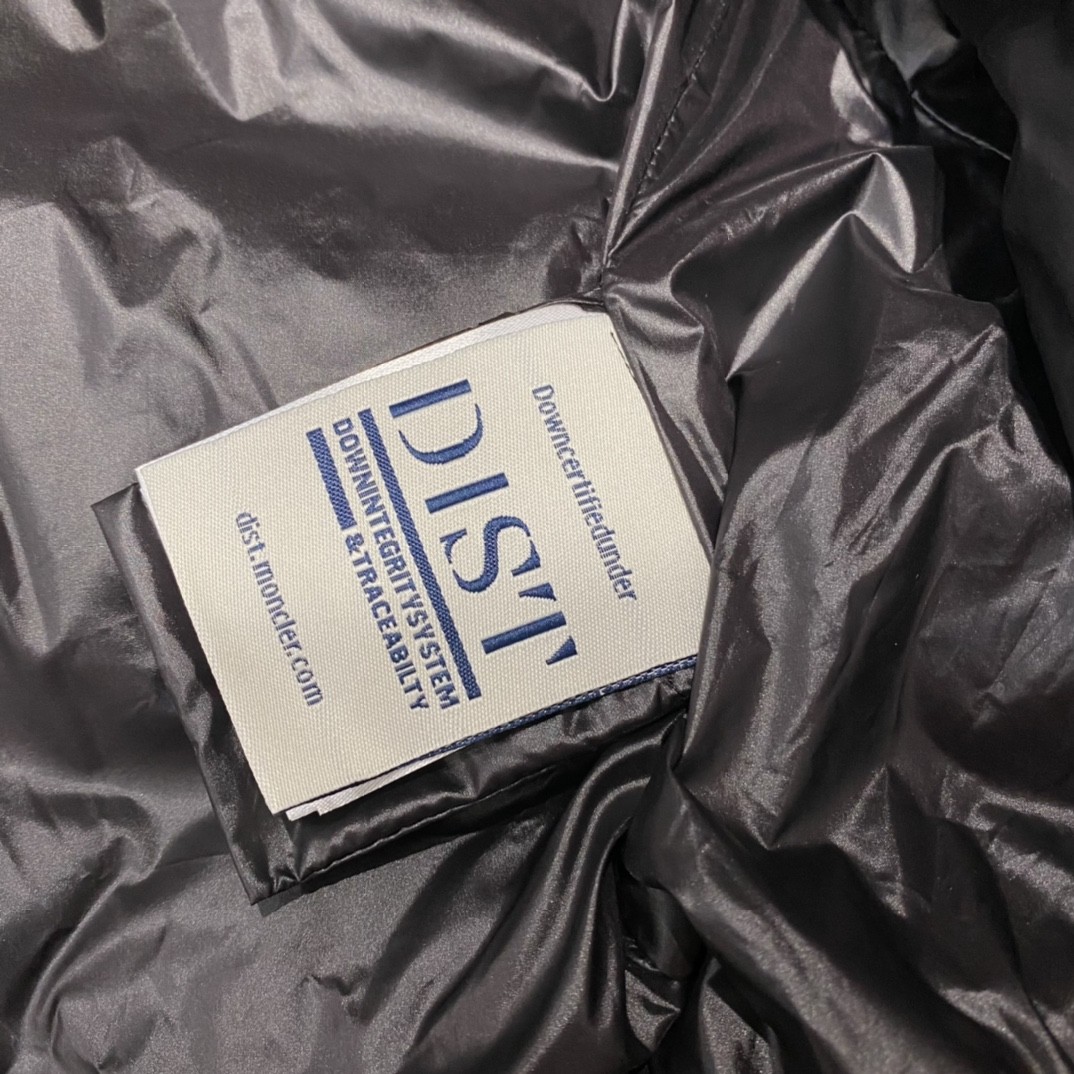 Downcertifiedunder
DIST
DOWNINTEGRITYSYSTEM
&TRACEABILTY
dist.moncler.com